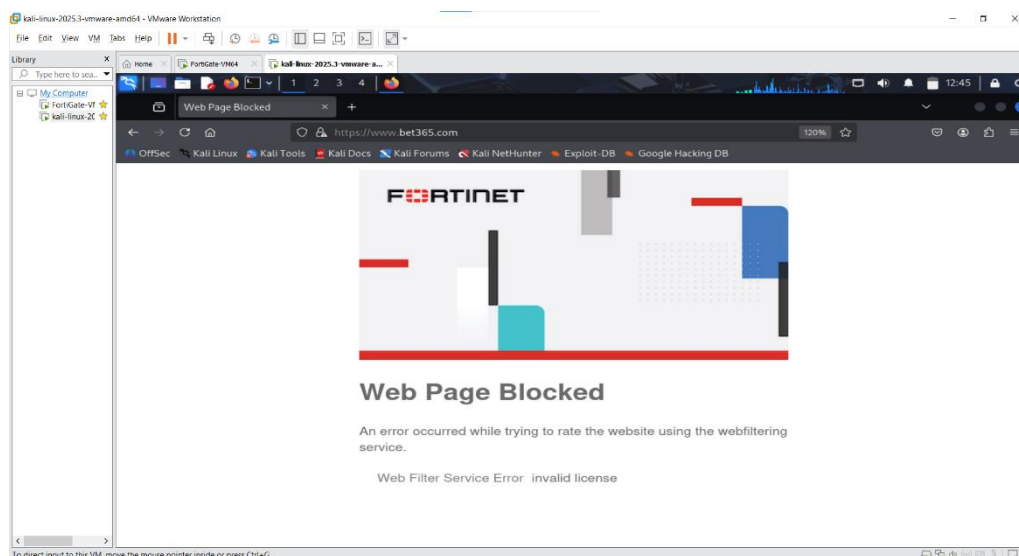 kali-linux-2025.3-vmware-amd64 - VMware Workstation
File Edit View VM Tabs Help
Library
Home FortiGate-VM64 kali-linux-2025.3-vmware-a...
Type here to sea...
My Computer
FortiGate-VM
kali-linux-20
1 2 3 4 12:45
Web Page Blocked
https://www.bet365.com 120%
OffSec Kali Linux Kali Tools Kali Docs Kali Forums Kali NetHunter Exploit-DB Google Hacking DB
FORTINET
Web Page Blocked
An error occurred while trying to rate the website using the webfiltering
service.
Web Filter Service Error invalid license
To direct input to this VM, move the mouse pointer inside or press Ctrl+G.